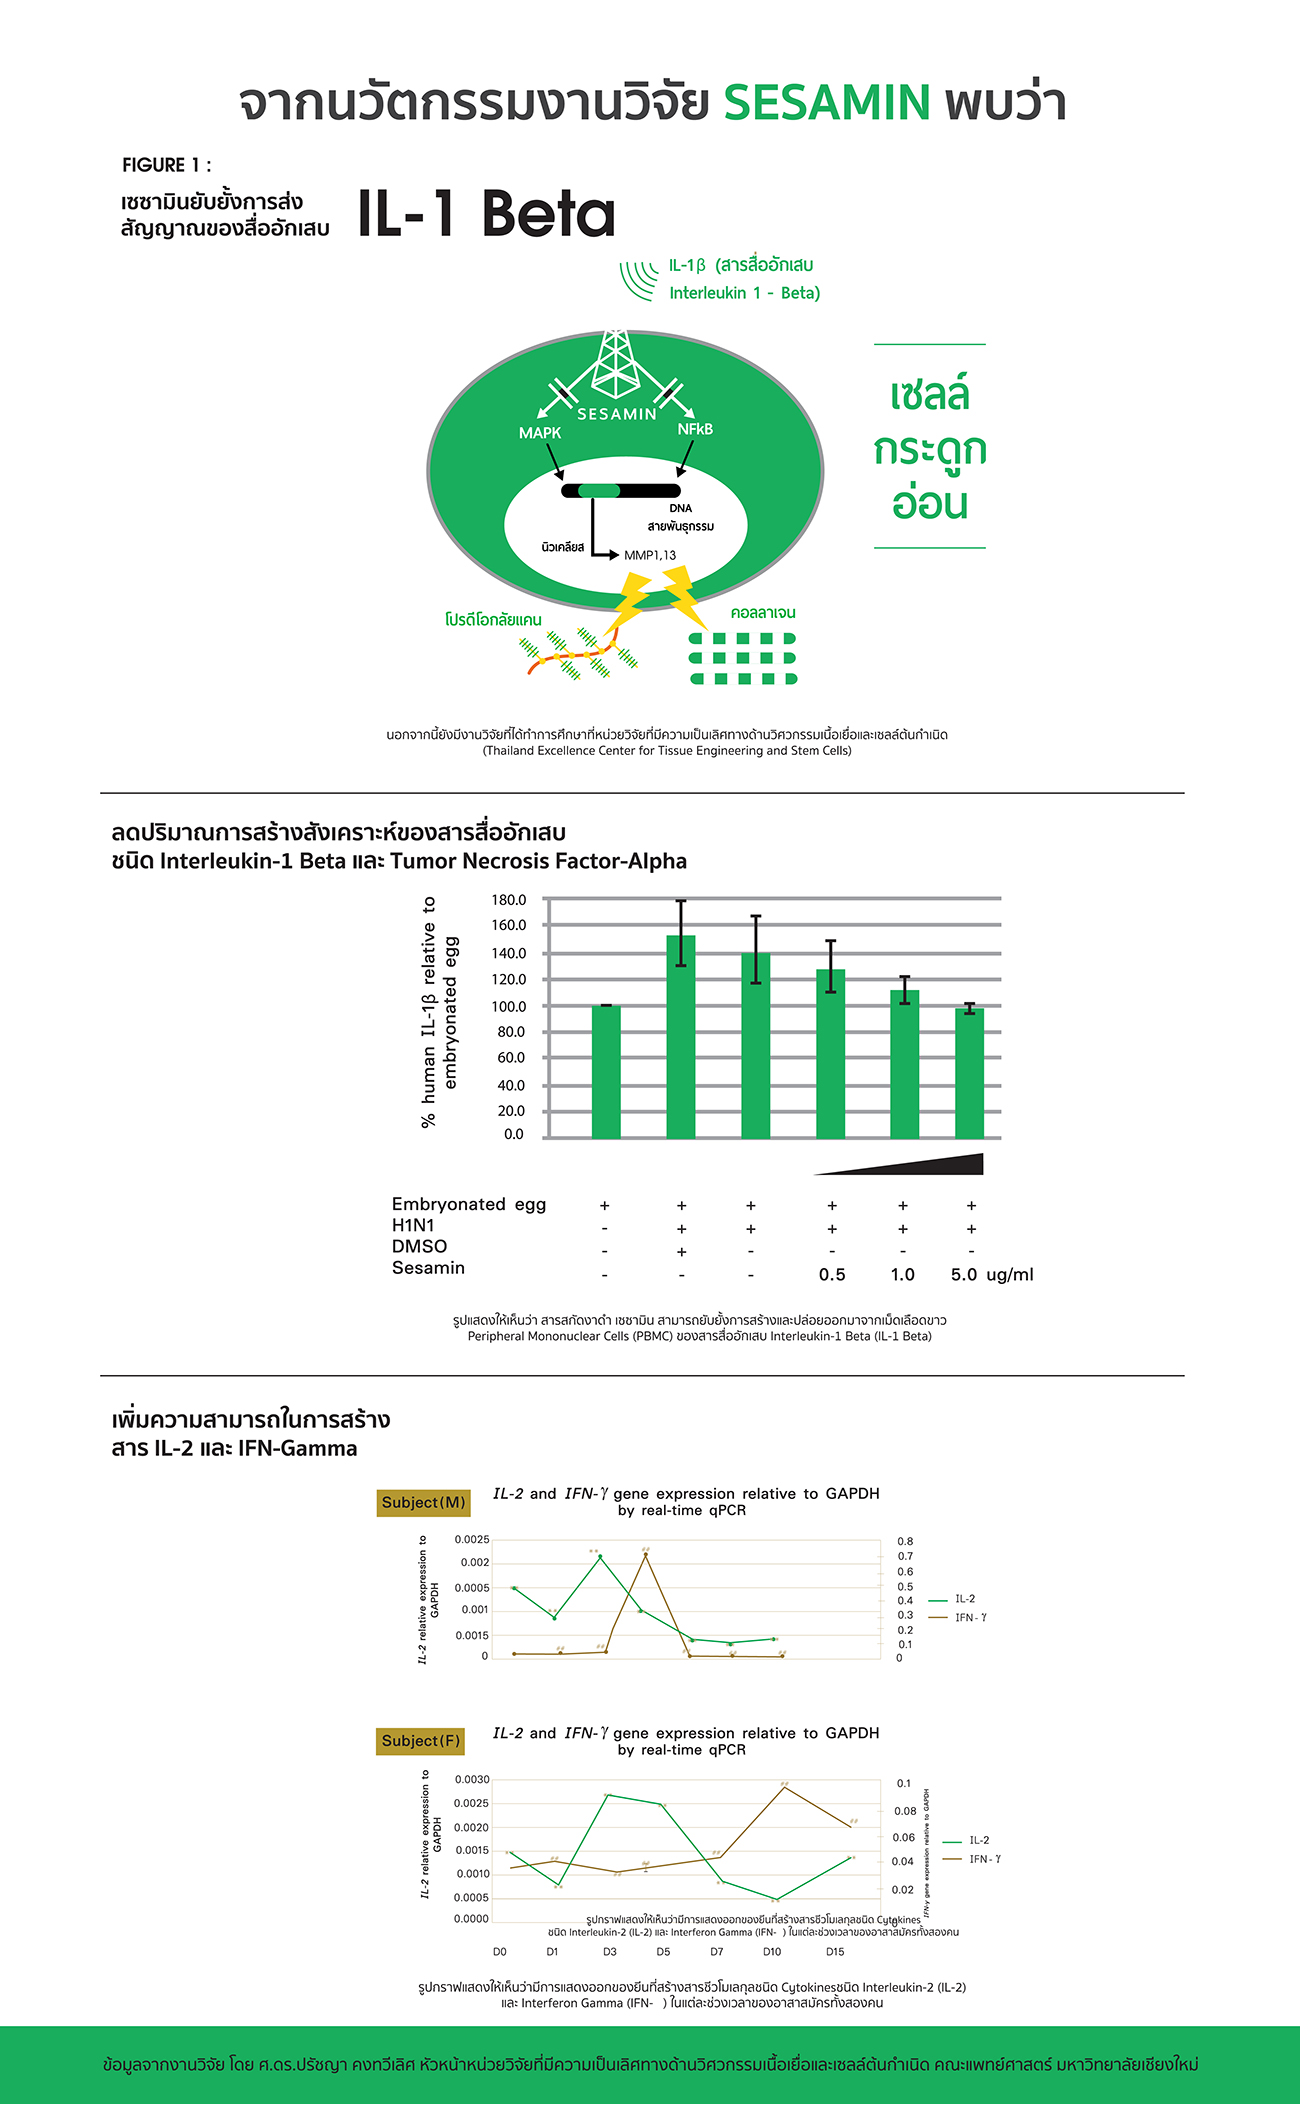 จากนวัตกรรมงานวิจัย SESAMIN พบว่า
FIGURE 1 :
เซซามินยับยั้งการส่ง
สัญญาณของสื่ออักเสบ
IL-1 Beta
IL-1β (สารสื่ออักเสบ
Interleukin 1 - Beta)
SESAMIN
MAPK
NFkB
DNA
สายพันธุกรรม
นิวเคลียส
MMP1,13
เซลล์
กระดูก
อ่อน
โปรดีโอกลัยแคน
คอลลาเจน
นอกจากนี้ยังมีงานวิจัยที่ได้ทำการศึกษาที่หน่วยวิจัยที่มีความเป็นเลิศทางด้านวิศวกรรมเนื้อเยื่อและเซลล์ต้นกำเนิด
(Thailand Excellence Center for Tissue Engineering and Stem Cells)
ลดปริมาณการสร้างสังเคราะห์ของสารสื่ออักเสบ
ชนิด Interleukin-1 Beta และ Tumor Necrosis Factor-Alpha
% human IL-1β relative to
embryonated egg
180.0
160.0
140.0
120.0
100.0
80.0
60.0
40.0
20.0
0.0
Embryonated egg + + + + + +
H1N1 - + + + + +
DMSO - + - - - -
Sesamin - - - 0.5 1.0 5.0 ug/ml
รูปแสดงให้เห็นว่า สารสกัดงาดำ เซซามิน สามารถยับยั้งการสร้างและปล่อยออกมาจากเม็ดเลือดขาว
Peripheral Mononuclear Cells (PBMC) ของสารสื่ออักเสบ Interleukin-1 Beta (IL-1 Beta)
เพิ่มความสามารถในการสร้าง
สาร IL-2 และ IFN-Gamma
Subject(M)
IL-2 and IFN-γ gene expression relative to GAPDH
by real-time qPCR
IL-2 relative expression to
GAPDH
0.0025
0.002
0.0005
0.001
0.0015
0
0.8
0.7
0.6
0.5
0.4
0.3
0.2
0.1
0
IL-2
IFN-γ
Subject(F)
IL-2 and IFN-γ gene expression relative to GAPDH
by real-time qPCR
IL-2 relative expression to
GAPDH
0.0030
0.0025
0.0020
0.0015
0.0010
0.0005
0.0000
0.1
0.08
0.06
0.04
0.02
0
IFN-γ gene expression relative to GAPDH
IL-2
IFN-γ
รูปกราฟแสดงให้เห็นว่ามีการแสดงออกของยีนที่สร้างสารชีวโมเลกุลชนิด Cytokines
ชนิด Interleukin-2 (IL-2) และ Interferon Gamma (IFN- ) ในแต่ละช่วงเวลาของอาสาสมัครทั้งสองคน
D0 D1 D3 D5 D7 D10 D15
รูปกราฟแสดงให้เห็นว่ามีการแสดงออกของยีนที่สร้างสารชีวโมเลกุลชนิด Cytokinesชนิด Interleukin-2 (IL-2)
และ Interferon Gamma (IFN- ) ในแต่ละช่วงเวลาของอาสาสมัครทั้งสองคน
ข้อมูลจากงานวิจัย โดย ศ.ดร.ปรัชญา คงทวีเลิศ หัวหน้าหน่วยวิจัยที่มีความเป็นเลิศทางด้านวิศวกรรมเนื้อเยื่อและเซลล์ต้นกำเนิด คณะแพทย์ศาสตร์ มหาวิทยาลัยเชียงใหม่